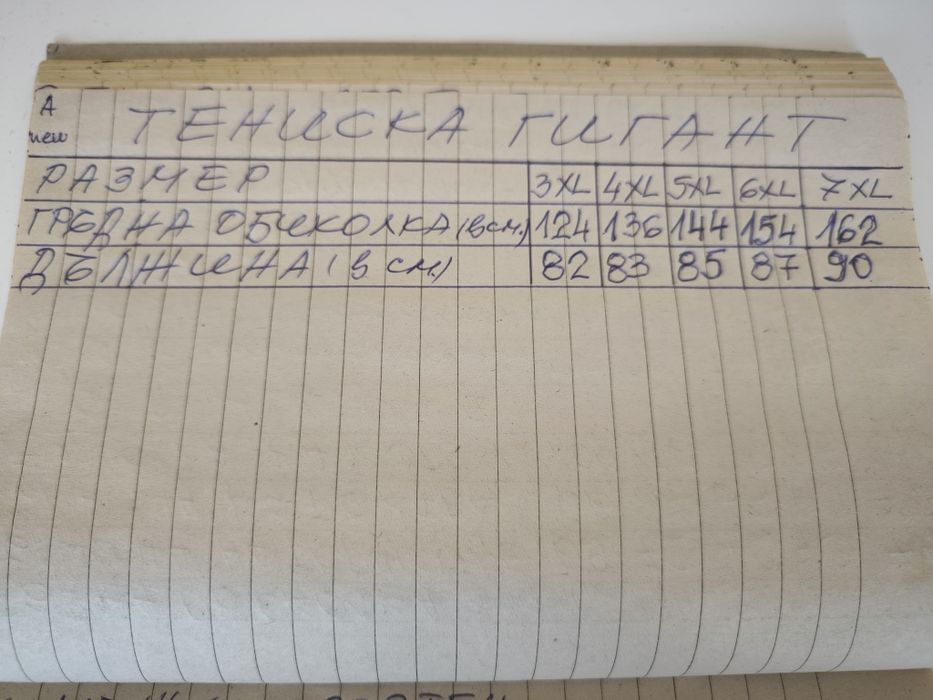 А
ТЕНИСКА ГИГАНТ
РАЗМЕР 3XL 4XL 5XL 6XL 7XL
ГРЪДНА ОБИКОЛКА (в см.) 124 136 144 154 162
ДЪЛЖИНА (в см.) 82 83 85 87 90